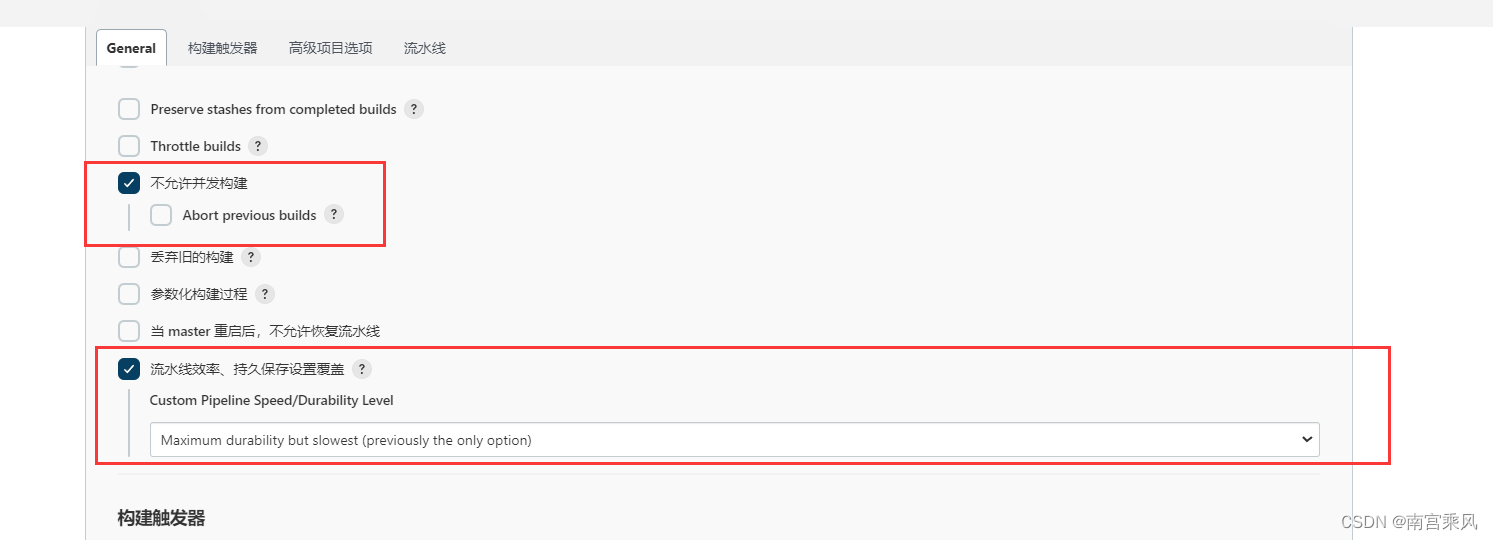 General 构建触发器 高级项目选项 流水线
Preserve stashes from completed builds ?
Throttle builds ?
不允许并发构建
Abort previous builds ?
丢弃旧的构建 ?
参数化构建过程 ?
当 master 重启后，不允许恢复流水线
流水线效率、持久保存设置覆盖 ?
Custom Pipeline Speed/Durability Level
Maximum durability but slowest (previously the only option)
构建触发器
CSDN @南宫乘风